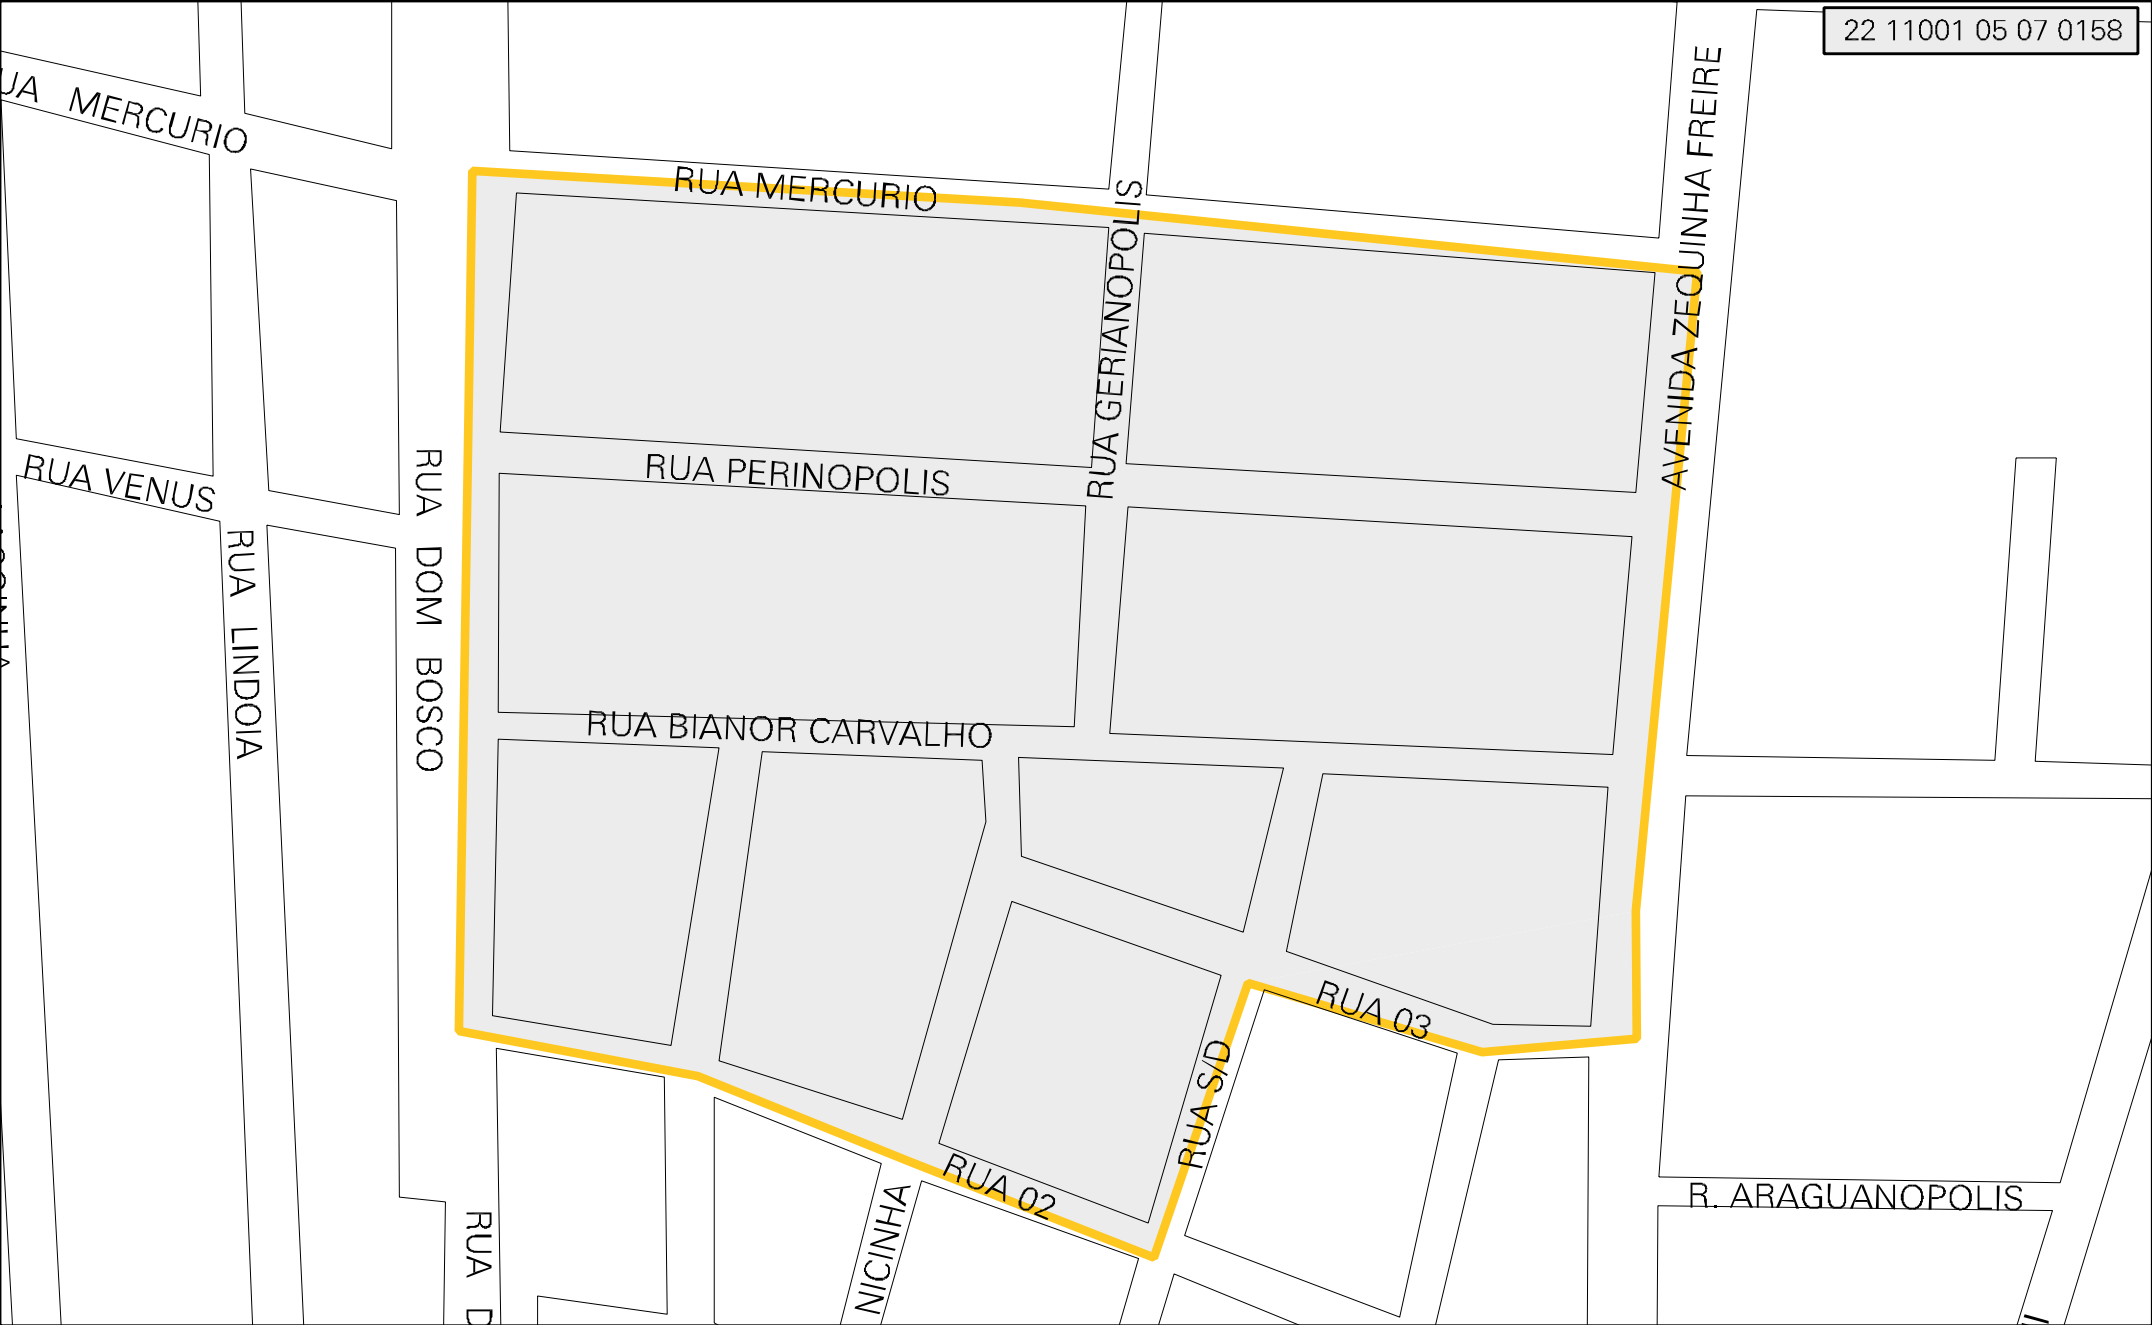 22 11001 05 07 0158
UA MERCURIO
RUA MERCURIO
AVENIDA ZEQUINHA FREIRE
RUA GERIANOPOLIS
RUA VENUS
RUA PERINOPOLIS
RUA DOM BOSCO
RUA LINDOIA
RUA BIANOR CARVALHO
RUA 03
RUA S/D
RUA 02
NICINHA
R. ARAGUANOPOLIS
RUA D